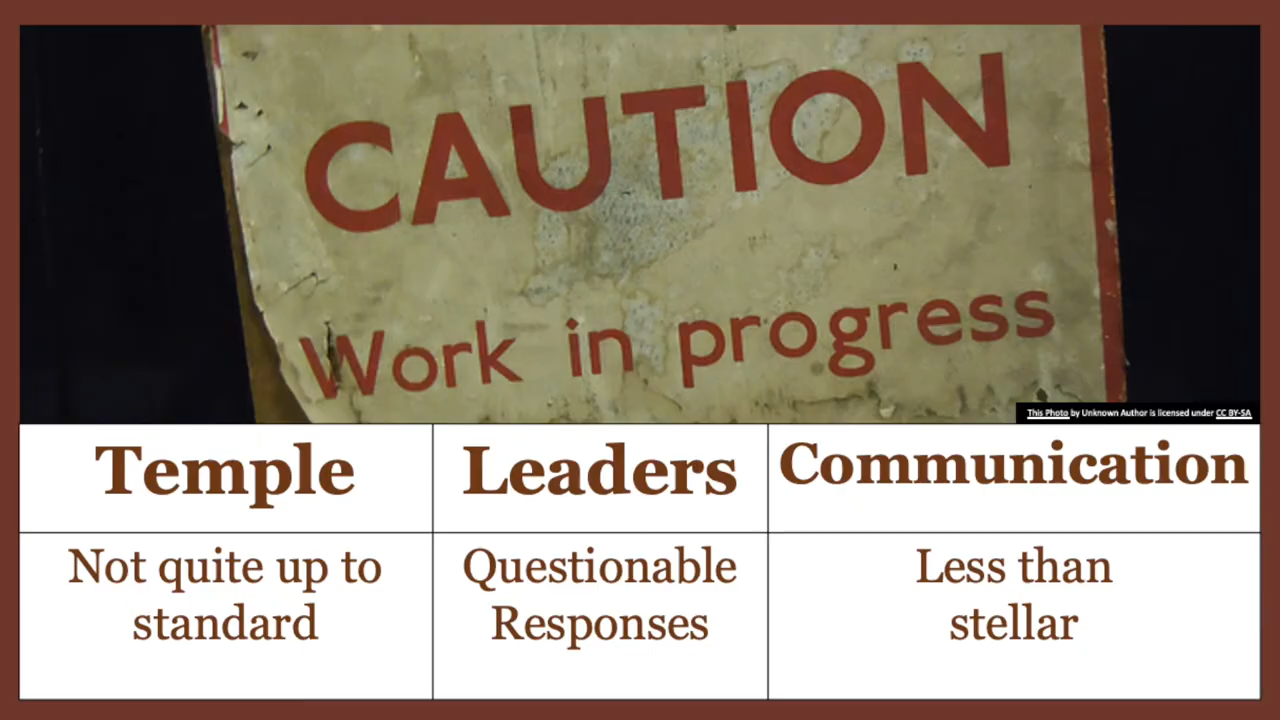 CAUTION
Work in progress
This Photo by Unknown Author is licensed under CC BY-SA
Temple
Leaders
Communication
Not quite up to
standard
Questionable
Responses
Less than
stellar